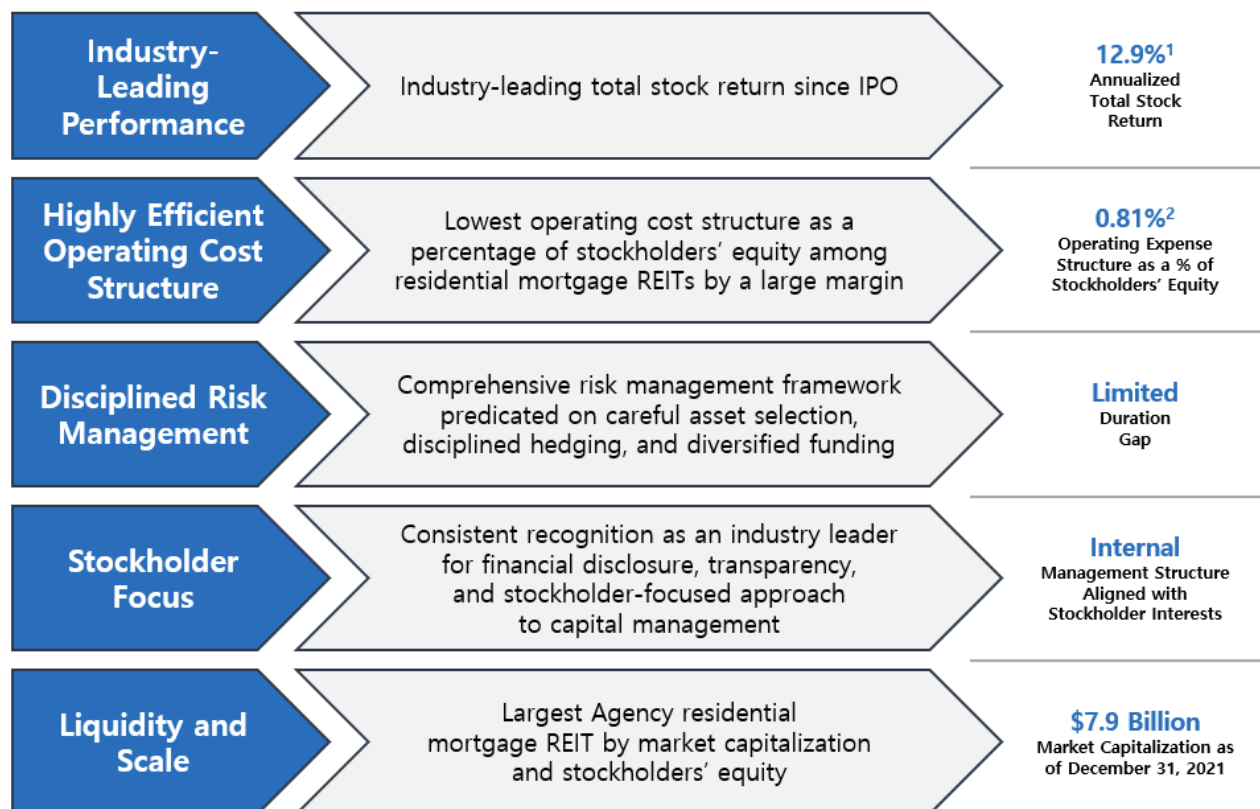 Industry-
Leading
Performance
Industry-leading total stock return since IPO
12.9%¹
Annualized
Total Stock
Return
Highly Efficient
Operating Cost
Structure
Lowest operating cost structure as a
percentage of stockholders’ equity among
residential mortgage REITs by a large margin
0.81%²
Operating Expense
Structure as a % of
Stockholders’ Equity
Disciplined Risk
Management
Comprehensive risk management framework
predicated on careful asset selection,
disciplined hedging, and diversified funding
Limited
Duration
Gap
Stockholder
Focus
Consistent recognition as an industry leader
for financial disclosure, transparency,
and stockholder-focused approach
to capital management
Internal
Management Structure
Aligned with
Stockholder Interests
Liquidity and
Scale
Largest Agency residential
mortgage REIT by market capitalization
and stockholders’ equity
$7.9 Billion
Market Capitalization as
of December 31, 2021